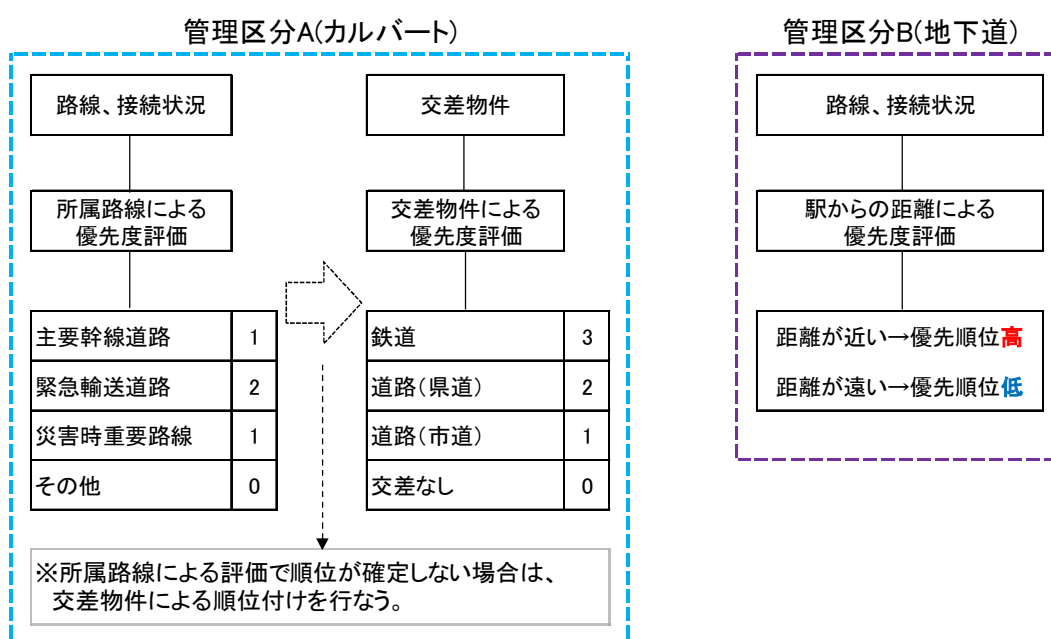 管理区分A(カルバート)
路線、接続状況
交差物件
所属路線による
優先度評価
交差物件による
優先度評価
主要幹線道路 1
緊急輸送道路 2
災害時重要路線 1
その他 0
鉄道 3
道路(県道) 2
道路(市道) 1
交差なし 0
※所属路線による評価で順位が確定しない場合は、
交差物件による順位付けを行なう。
管理区分B(地下道)
路線、接続状況
駅からの距離による
優先度評価
距離が近い→優先順位高
距離が遠い→優先順位低